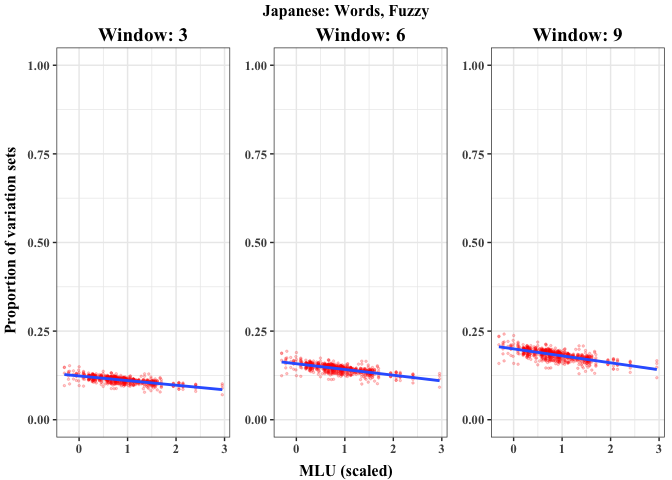 Japanese: Words, Fuzzy
Window: 3 Window: 6 Window: 9
Proportion of variation sets
1.00 1.00 1.00
0.75 0.75 0.75
0.50 0.50 0.50
0.25 0.25 0.25
0.00 0.00 0.00
0 1 2 3 0 1 2 3 0 1 2 3
MLU (scaled)